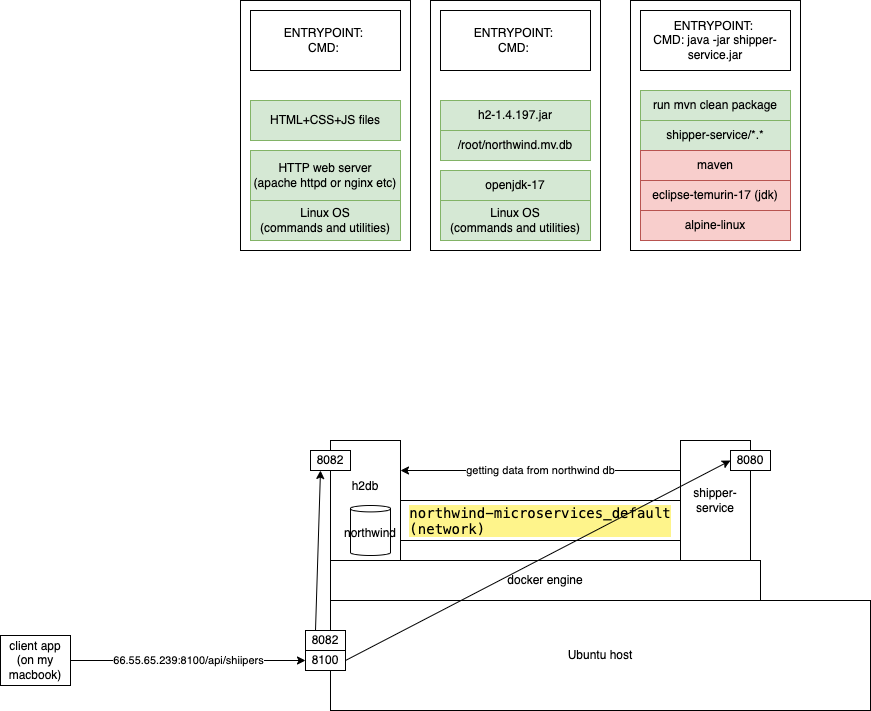 ENTRYPOINT:
CMD:
HTML+CSS+JS files
HTTP web server
(apache httpd or nginx etc)
Linux OS
(commands and utilities)
ENTRYPOINT:
CMD:
h2-1.4.197.jar
/root/northwind.mv.db
openjdk-17
Linux OS
(commands and utilities)
ENTRYPOINT:
CMD: java -jar shipper-
service.jar
run mvn clean package
shipper-service/*.*
maven
eclipse-temurin-17 (jdk)
alpine-linux
8082
h2db
northwind
getting data from northwind db
8080
shipper-
service
northwind-microservices_default
(network)
docker engine
8082
8100
Ubuntu host
client app
(on my
macbook)
66.55.65.239:8100/api/shiipers